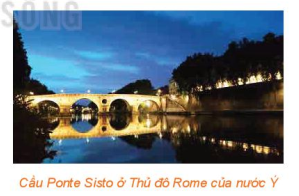 SONG
Cầu Ponte Sisto ở Thủ đô Rome của nước Ý